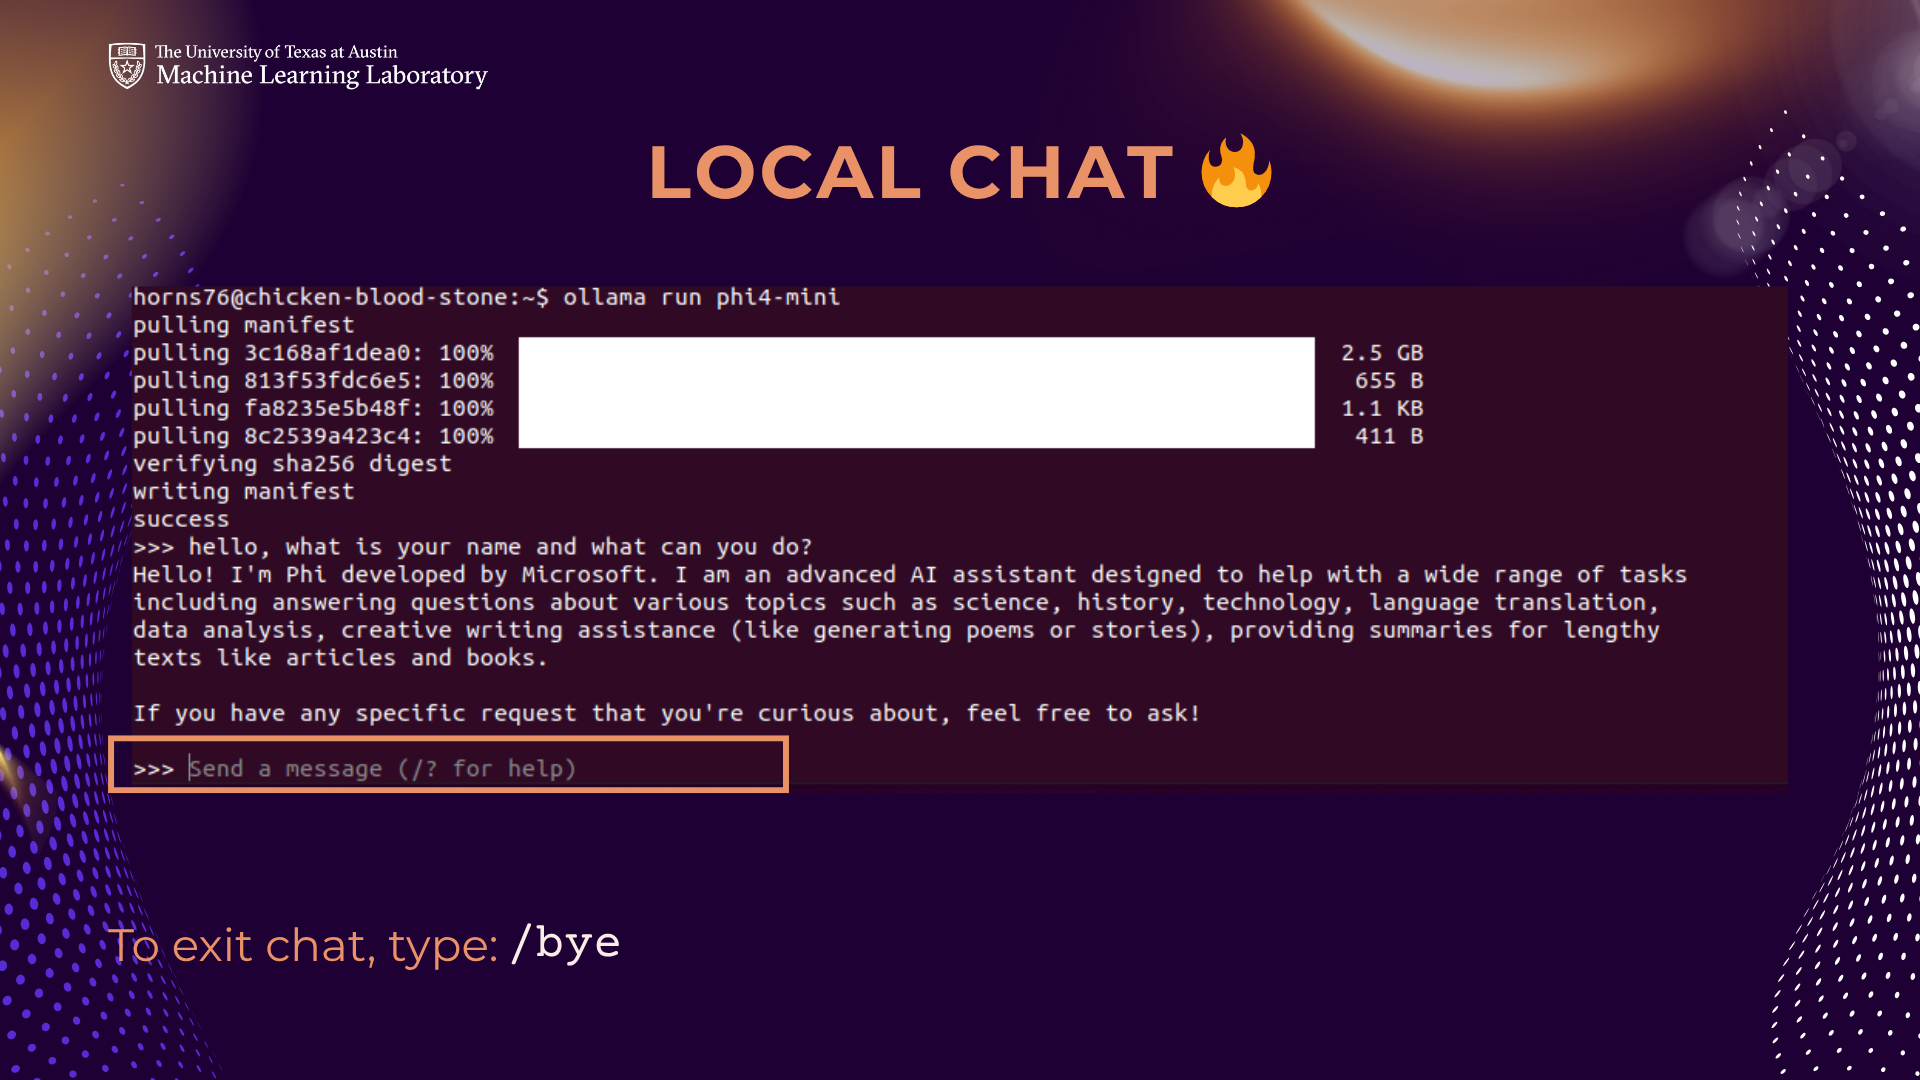 The University of Texas at Austin
Machine Learning Laboratory
LOCAL CHAT 🔥
horns76@chicken-blood-stone:~$ ollama run phi4-mini
pulling manifest
pulling 3c168af1dea0: 100% 2.5 GB
pulling 813f53fdc6e5: 100% 655 B
pulling fa8235e5b48f: 100% 1.1 KB
pulling 8c2539a423c4: 100% 411 B
verifying sha256 digest
writing manifest
success
>>> hello, what is your name and what can you do?
Hello! I'm Phi developed by Microsoft. I am an advanced AI assistant designed to help with a wide range of tasks
including answering questions about various topics such as science, history, technology, language translation,
data analysis, creative writing assistance (like generating poems or stories), providing summaries for lengthy
texts like articles and books.
If you have any specific request that you're curious about, feel free to ask!
>>> Send a message (/? for help)
To exit chat, type: /bye